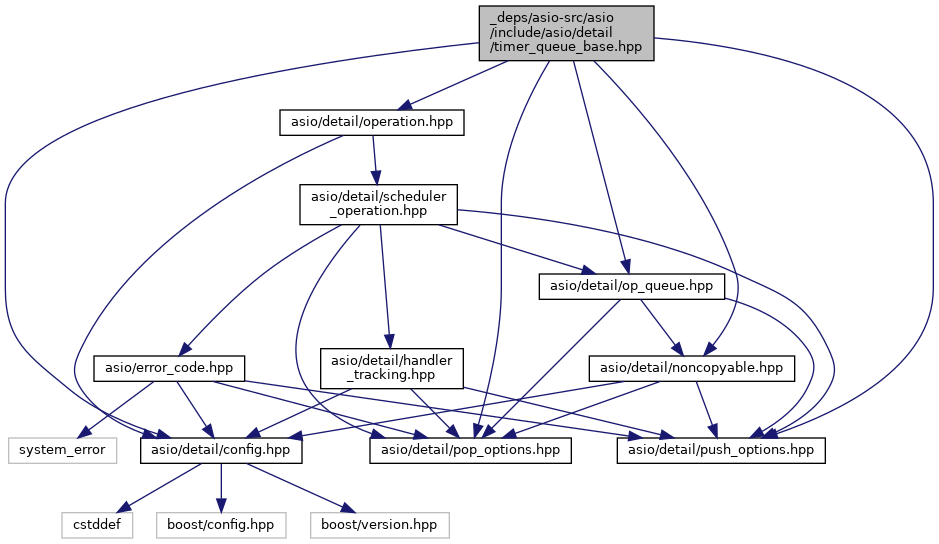 _deps/asio-src/asio
/include/asio/detail
/timer_queue_base.hpp
asio/detail/operation.hpp
asio/detail/scheduler
_operation.hpp
asio/detail/op_queue.hpp
asio/error_code.hpp
asio/detail/handler
_tracking.hpp
asio/detail/noncopyable.hpp
system_error
asio/detail/config.hpp
asio/detail/pop_options.hpp
asio/detail/push_options.hpp
cstddef
boost/config.hpp
boost/version.hpp